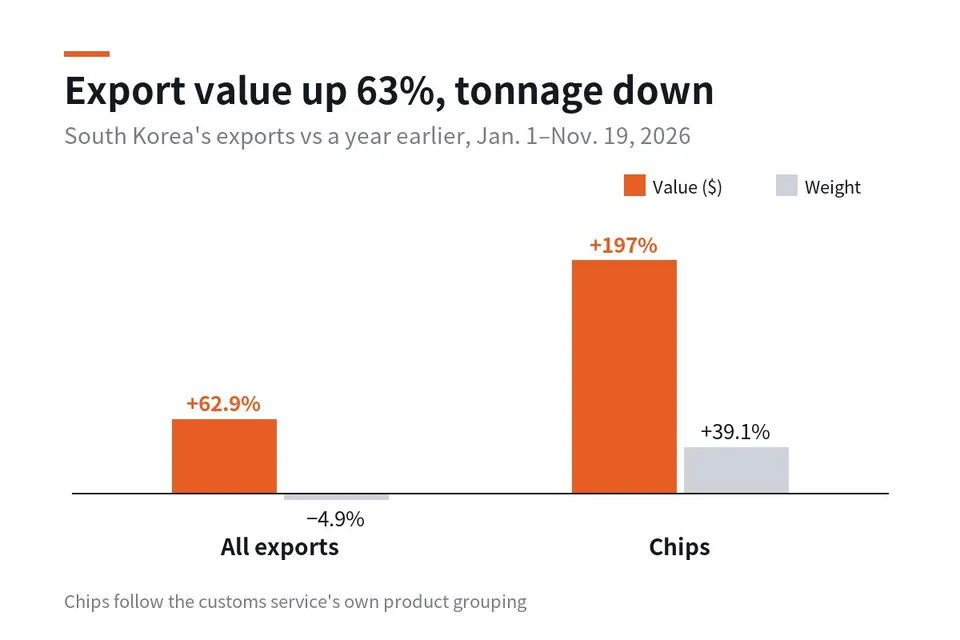 Export value up 63%, tonnage down
South Korea's exports vs a year earlier, Jan. 1–Nov. 19, 2026
Value ($) Weight
+197%
+62.9%
+39.1%
−4.9%
All exports Chips
Chips follow the customs service's own product grouping